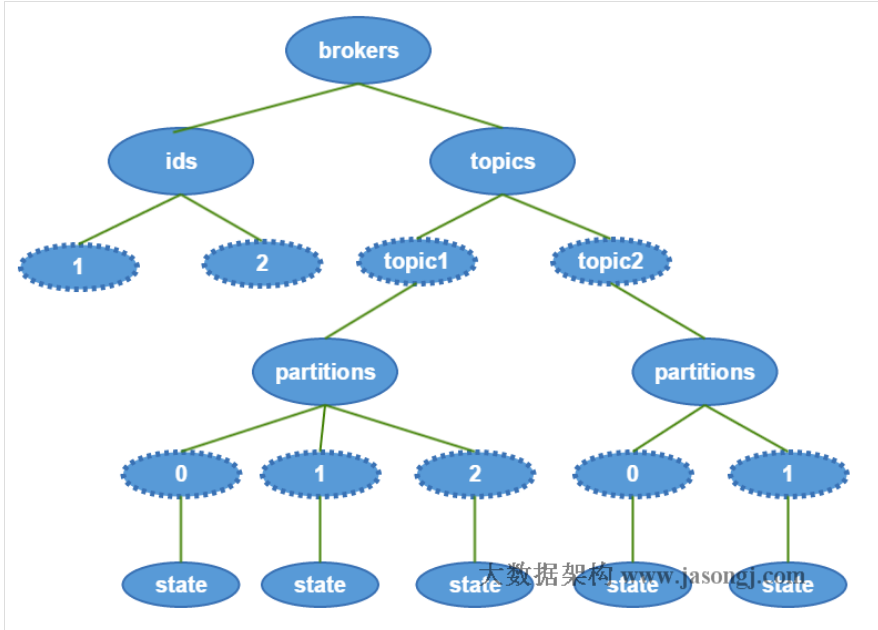 brokers
ids
topics
1
2
topic1
topic2
partitions
partitions
0
1
2
0
1
state
state
state
state
state
大数据架构 www.jasongj.com